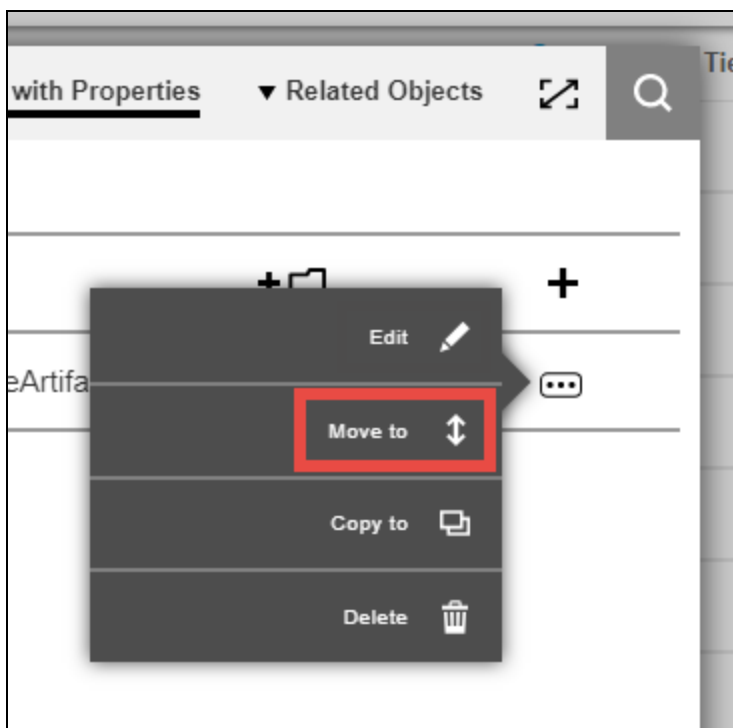 with Properties ▼ Related Objects
Tie
Edit
eArtifa
Move to
Copy to
Delete